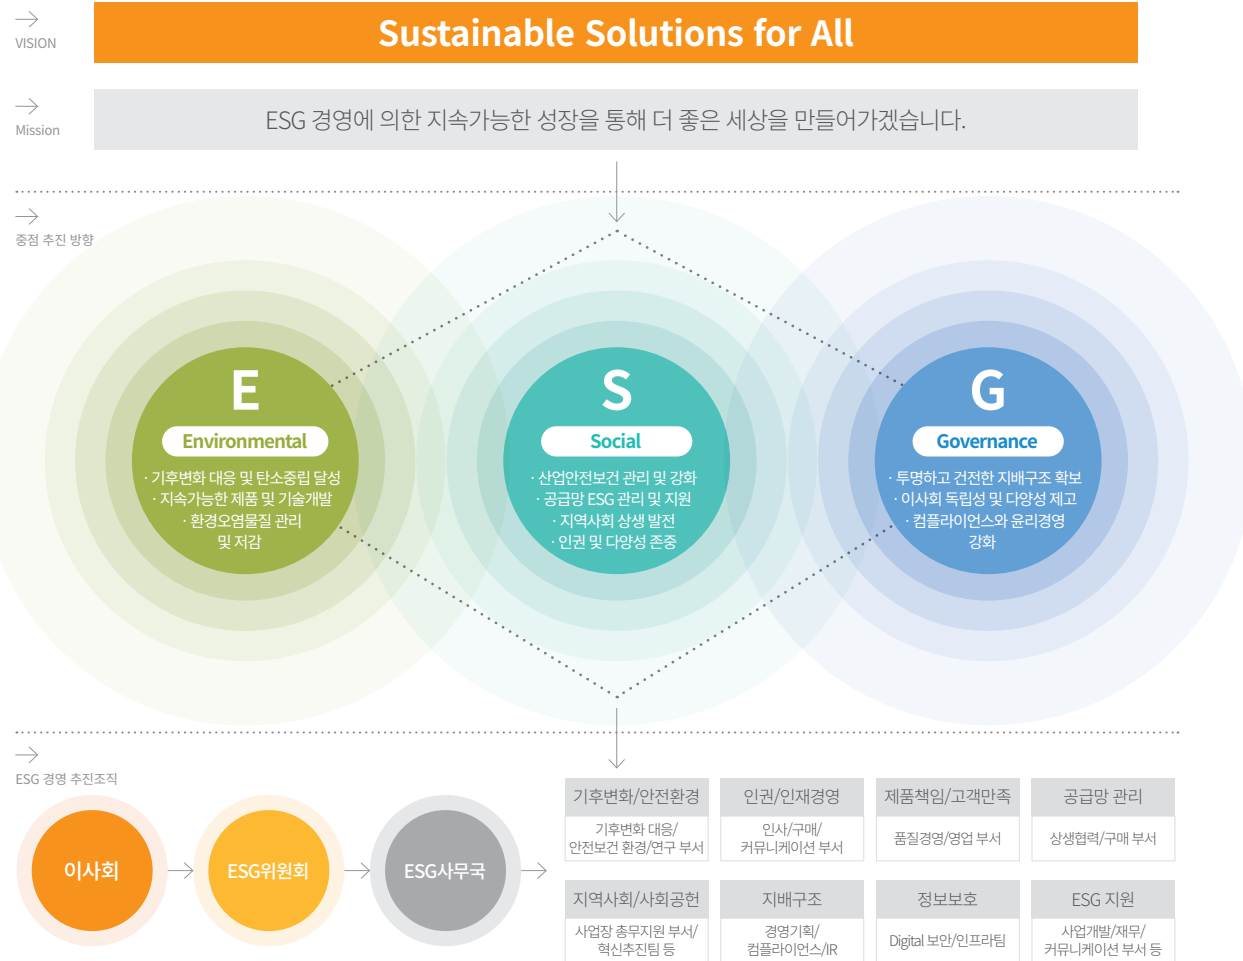 VISION
Sustainable Solutions for All
Mission
ESG 경영에 의한 지속가능한 성장을 통해 더 좋은 세상을 만들어가겠습니다.
중점 추진 방향
E
Environmental
· 기후변화 대응 및 탄소중립 달성
· 지속가능한 제품 및 기술개발
· 환경오염물질 관리
및 저감
S
Social
· 산업안전보건 관리 및 강화
· 공급망 ESG 관리 및 지원
· 지역사회 상생 발전
· 인권 및 다양성 존중
G
Governance
· 투명하고 건전한 지배구조 확보
· 이사회 독립성 및 다양성 제고
· 컴플라이언스와 윤리경영
강화
ESG 경영 추진조직
이사회
ESG위원회
ESG사무국
기후변화/안전환경
기후변화 대응/
안전보건 환경/연구 부서
인권/인재경영
인사/구매/
커뮤니케이션 부서
제품책임/고객만족
품질경영/영업 부서
공급망 관리
상생협력/구매 부서
지역사회/사회공헌
사업장 총무지원 부서/
혁신추진팀 등
지배구조
경영기획/
컴플라이언스/IR
정보보호
Digital 보안/인프라팀
ESG 지원
사업개발/재무/
커뮤니케이션 부서 등